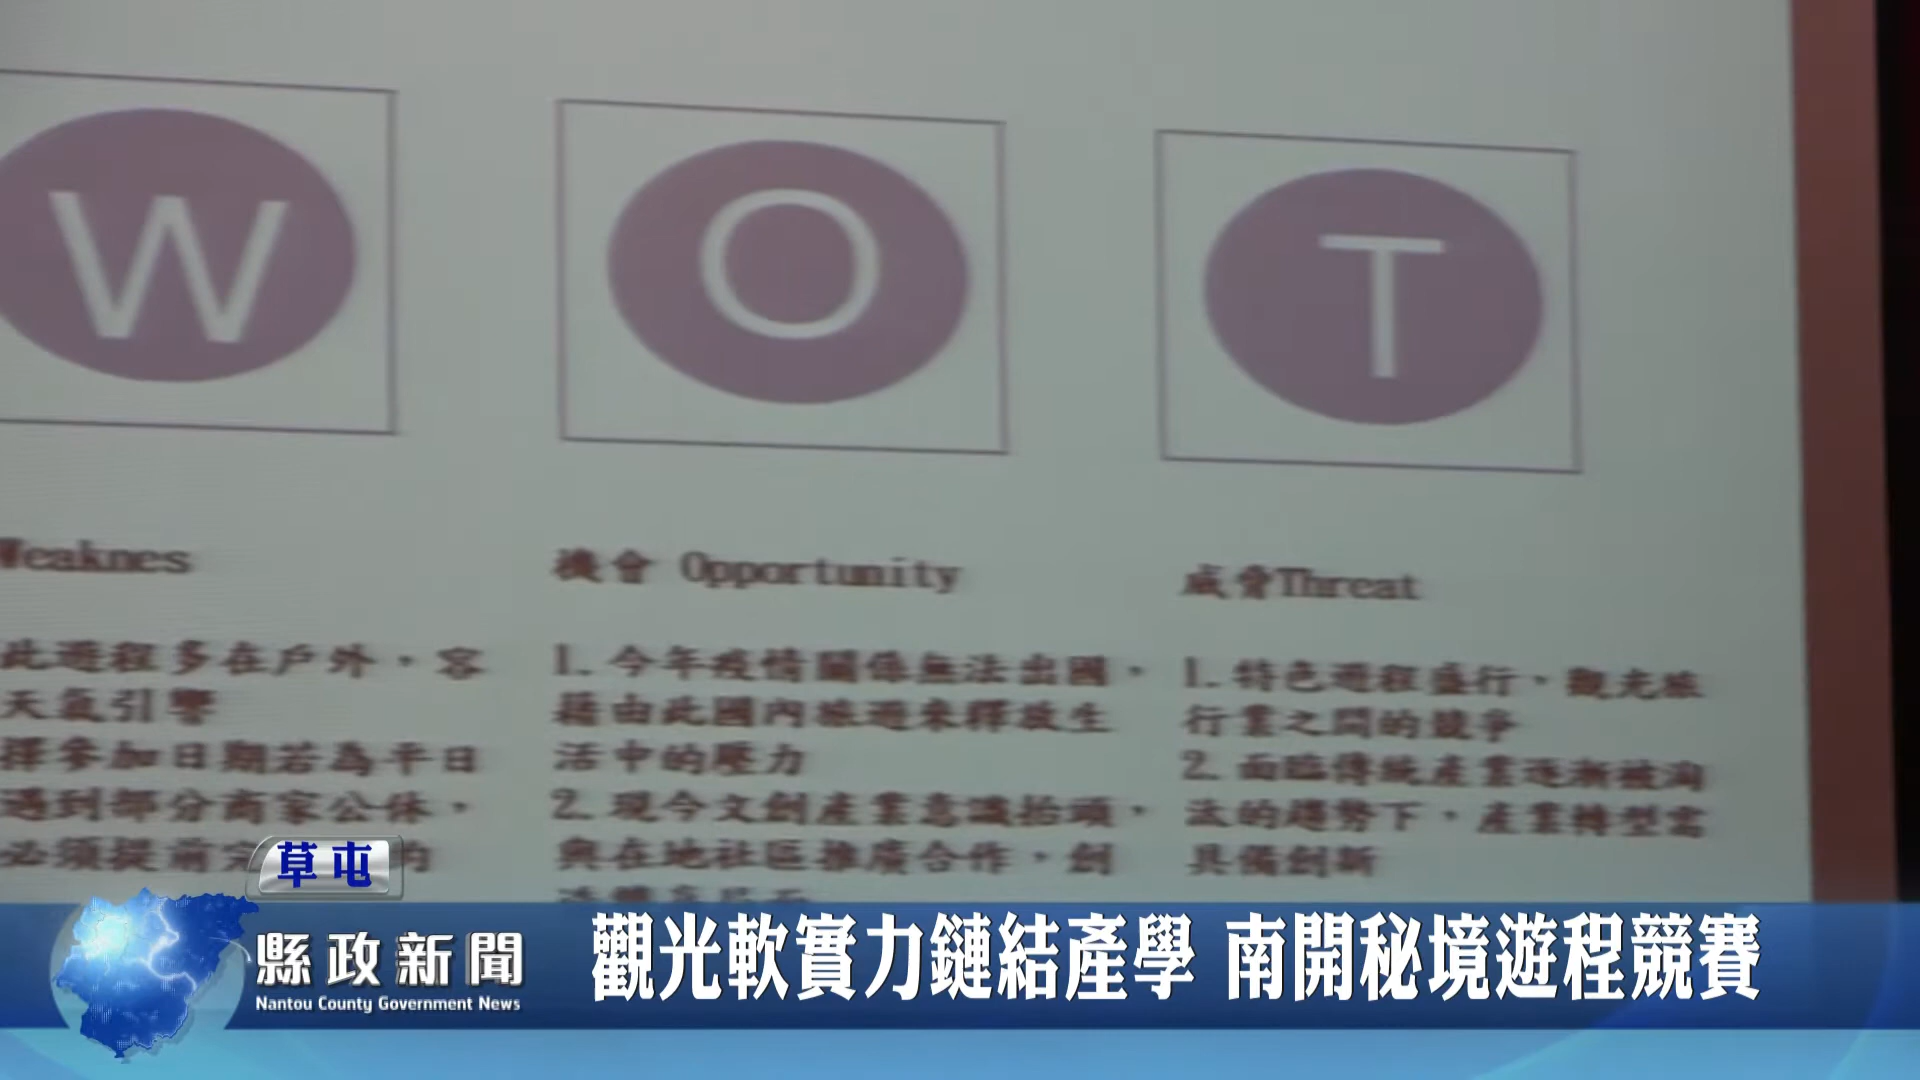 W
O
T
Weaknes
機會 Opportunity
威脅Threat
此遊程多在戶外，容
天氣引響
擇參加日期若為平日
遇到部分商家公休，
必須提前完
約
1. 今年疫情關係無法出國，
藉由此國內旅遊來釋放生
活中的壓力
2. 現今文創產業意識抬頭，
與在地社區推廣合作，創
1. 特色遊程盛行，觀光旅
行業之間的競爭
2. 面臨傳統產業逐漸被淘
汰的趨勢下，產業轉型需
具備創新
草屯
縣政新聞
Nantou County Government News
觀光軟實力鏈結產學 南開秘境遊程競賽